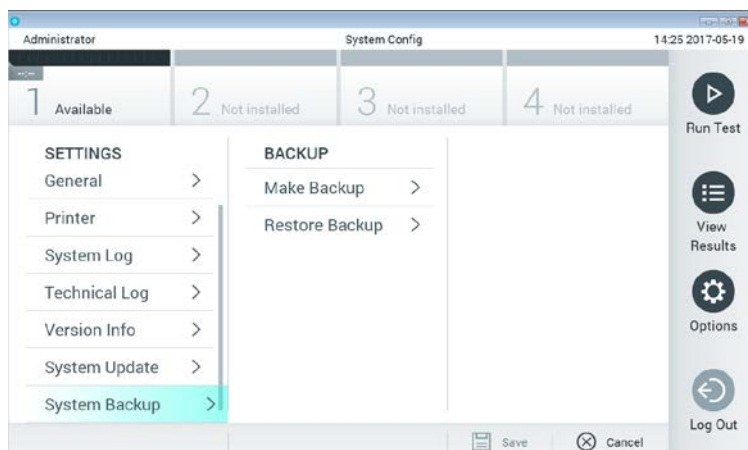 Administrator System Config 14:25 2017-05-19
1 Available 2 Not installed 3 Not installed 4 Not installed
Run Test
SETTINGS BACKUP
General Make Backup
Printer Restore Backup
View
Results
System Log
Technical Log
Version Info
Options
System Update
System Backup
Log Out
Save Cancel